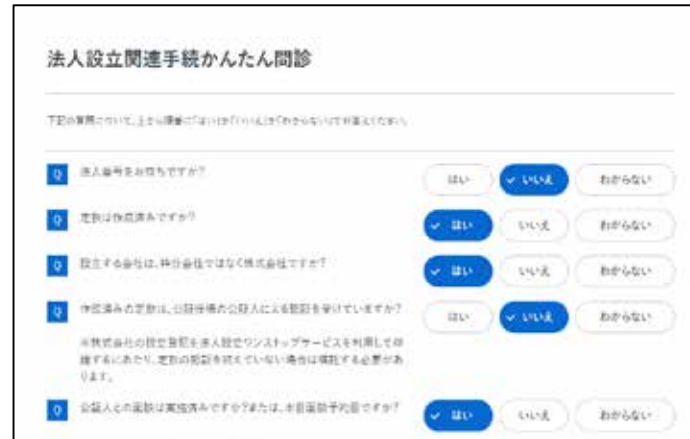 法人設立関連手続かんたん問診
下記の質問について、上から順番に「はい」か「いいえ」か「わからない」でお答えください。
Q 法人番号をお持ちですか？ はい いいえ わからない
Q 定款は作成済みですか？ はい いいえ わからない
Q 設立する会社は、持分会社ではなく株式会社ですか？ はい いいえ わからない
Q 作成済みの定款は、公証役場の公証人による認証を受けていますか？ はい いいえ わからない
※株式会社の設立登記を法人設立ワンストップサービスを利用して申
請するにあたり、定款の認証を終えていない場合は嘱託する必要があ
ります。
Q 公証人との面談は実施済みですか？または、本日面談予約日ですか？ はい いいえ わからない